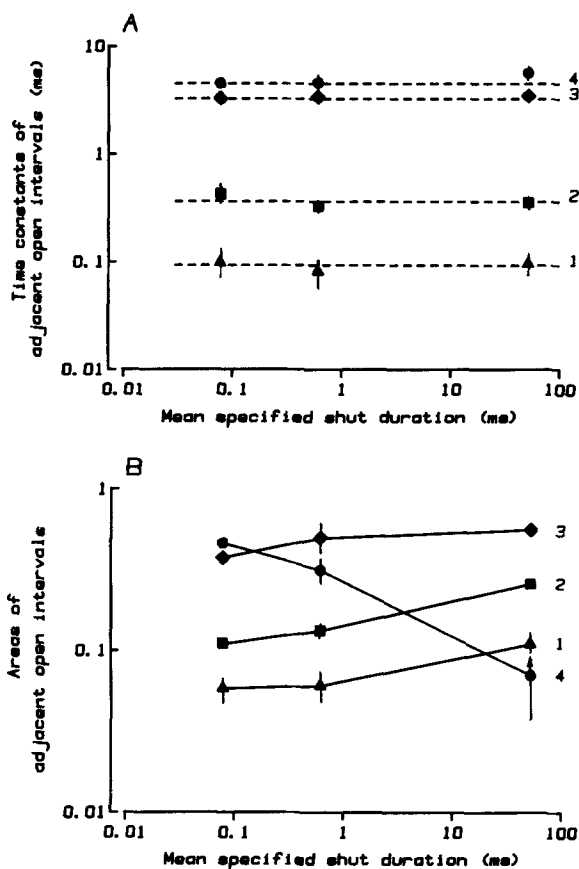 A
Time constants of
adjacent open intervals (ms)
10
1
0.1
0.01
4
3
2
1
0.01 0.1 1 10 100
Mean specified shut duration (ms)
B
Areas of
adjacent open intervals
1
0.1
0.01
3
2
1
4
0.01 0.1 1 10 100
Mean specified shut duration (ms)